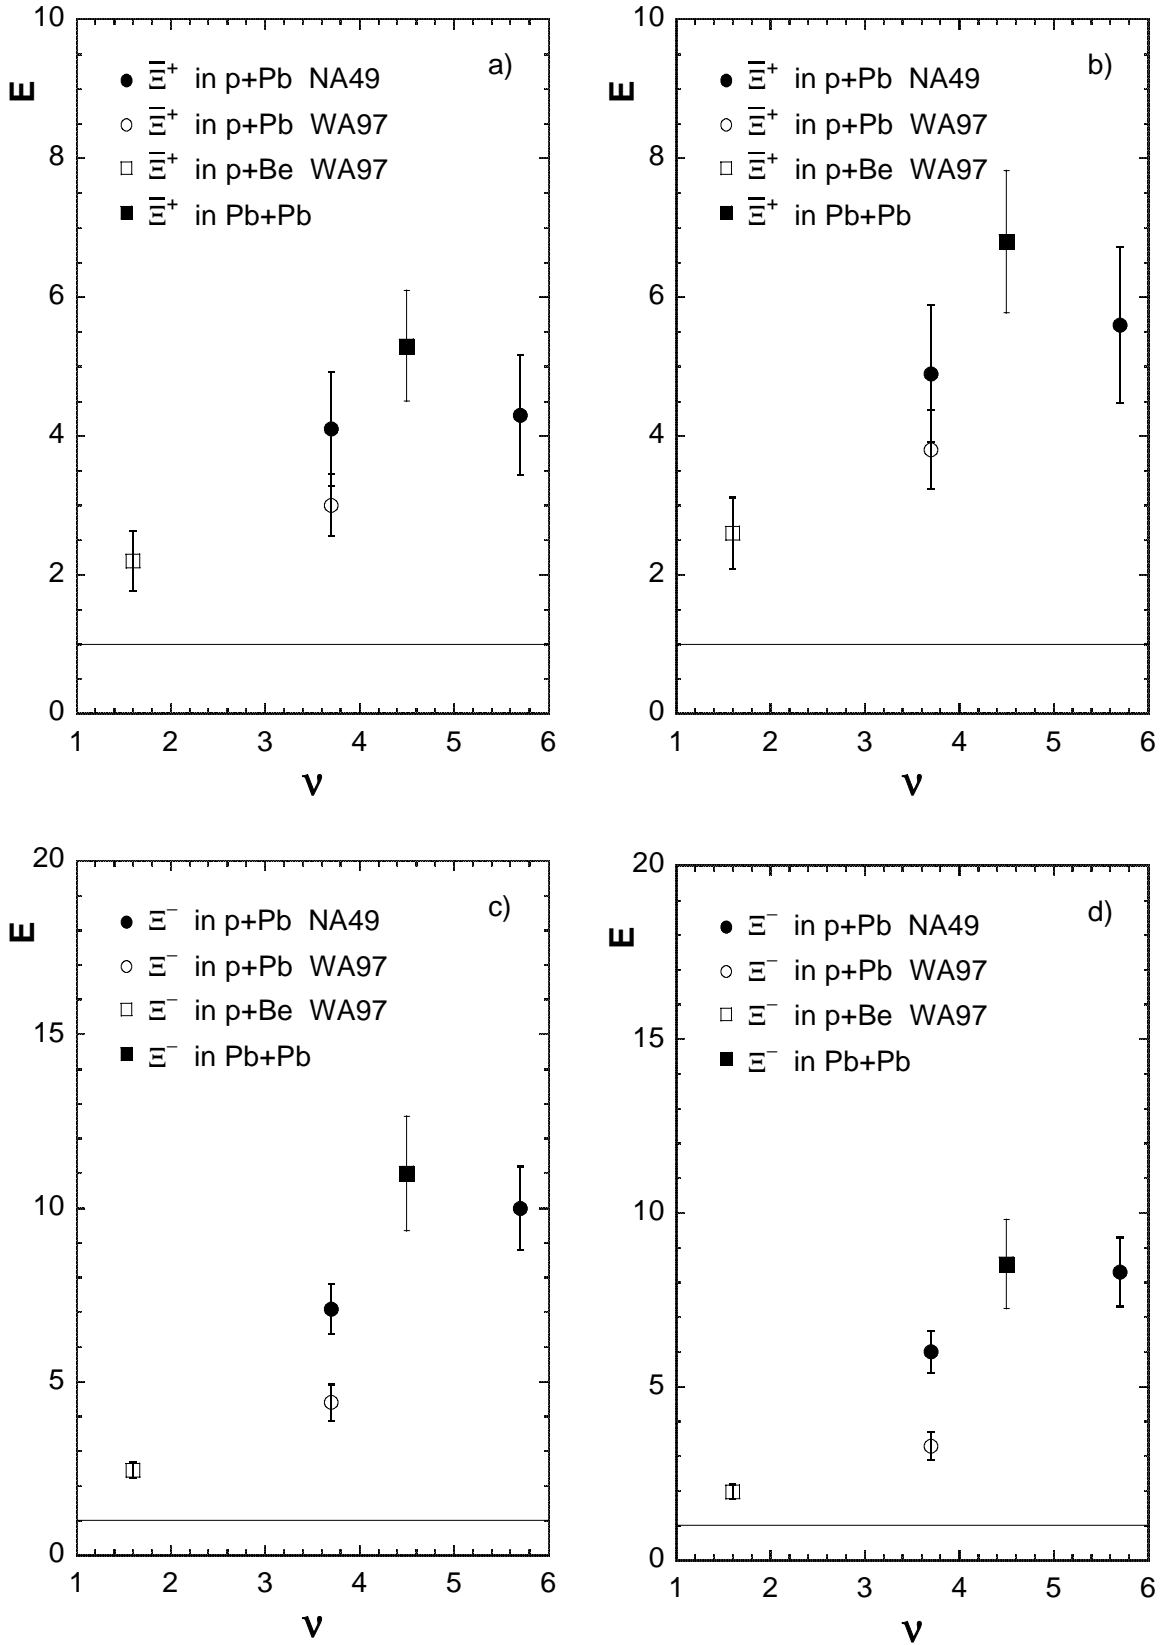 10
8
6
4
2
0
E
a)
Ξ̅⁺ in p+Pb NA49
Ξ̅⁺ in p+Pb WA97
Ξ̅⁺ in p+Be WA97
Ξ̅⁺ in Pb+Pb
1 2 3 4 5 6
ν
10
8
6
4
2
0
E
b)
Ξ̅⁺ in p+Pb NA49
Ξ̅⁺ in p+Pb WA97
Ξ̅⁺ in p+Be WA97
Ξ̅⁺ in Pb+Pb
1 2 3 4 5 6
ν
20
15
10
5
0
E
c)
Ξ⁻ in p+Pb NA49
Ξ⁻ in p+Pb WA97
Ξ⁻ in p+Be WA97
Ξ⁻ in Pb+Pb
1 2 3 4 5 6
ν
20
15
10
5
0
E
d)
Ξ⁻ in p+Pb NA49
Ξ⁻ in p+Pb WA97
Ξ⁻ in p+Be WA97
Ξ⁻ in Pb+Pb
1 2 3 4 5 6
ν